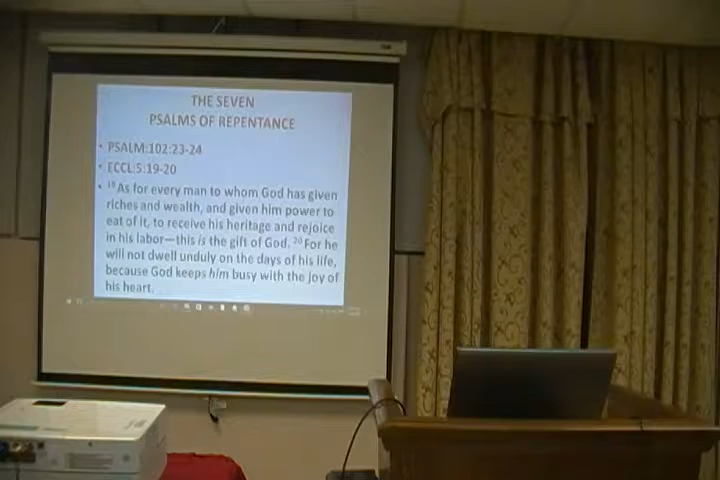 THE SEVEN
PSALMS OF REPENTANCE
• PSALM:102:23-24
• ECCL:5:19-20
• 19 As for every man to whom God has given
riches and wealth, and given him power to
eat of it, to receive his heritage and rejoice
in his labor—this is the gift of God. 20 For he
will not dwell unduly on the days of his life,
because God keeps him busy with the joy of
his heart.